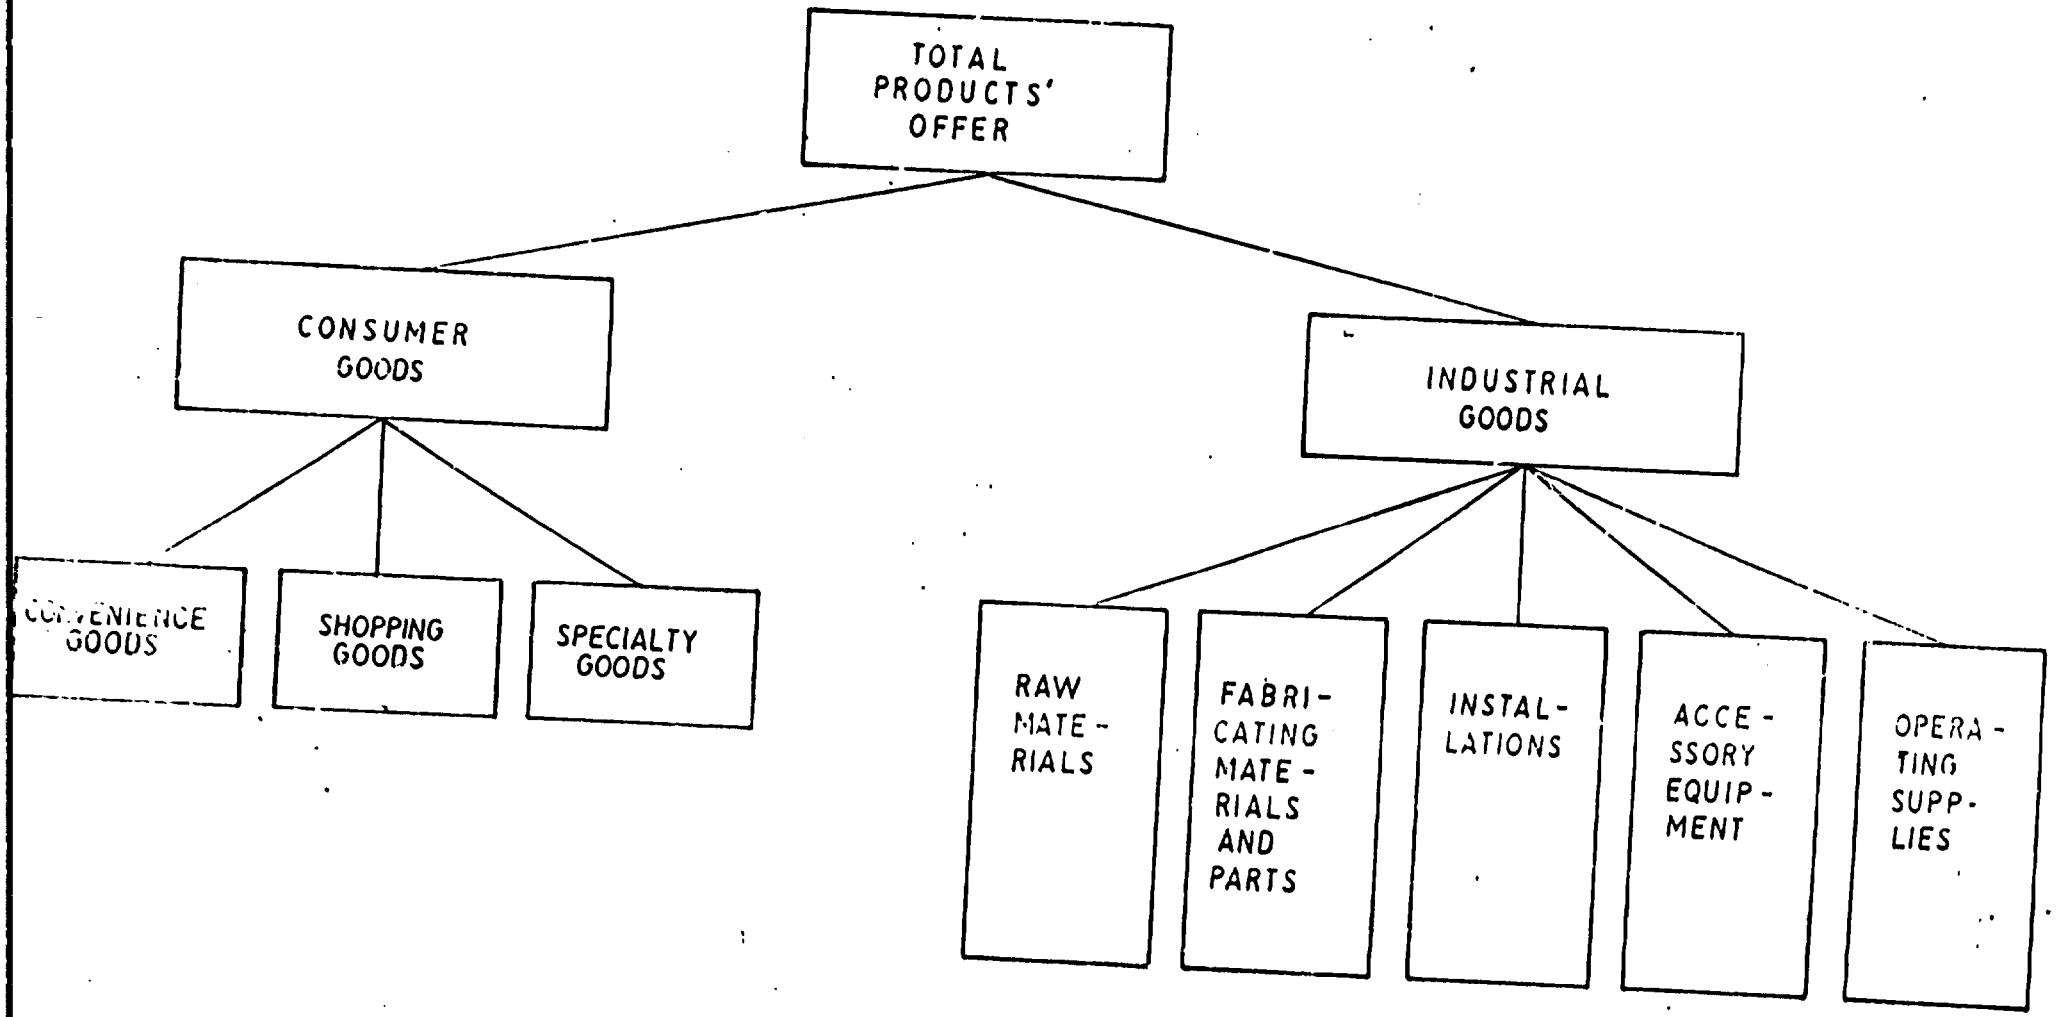 TOTAL
PRODUCTS'
OFFER
CONSUMER
GOODS
INDUSTRIAL
GOODS
CONVENIENCE
GOODS
SHOPPING
GOODS
SPECIALTY
GOODS
RAW
MATE-
RIALS
FABRI-
CATING
MATE-
RIALS
AND
PARTS
INSTAL-
LATIONS
ACCE-
SSORY
EQUIP-
MENT
OPERA-
TING
SUPP-
LIES